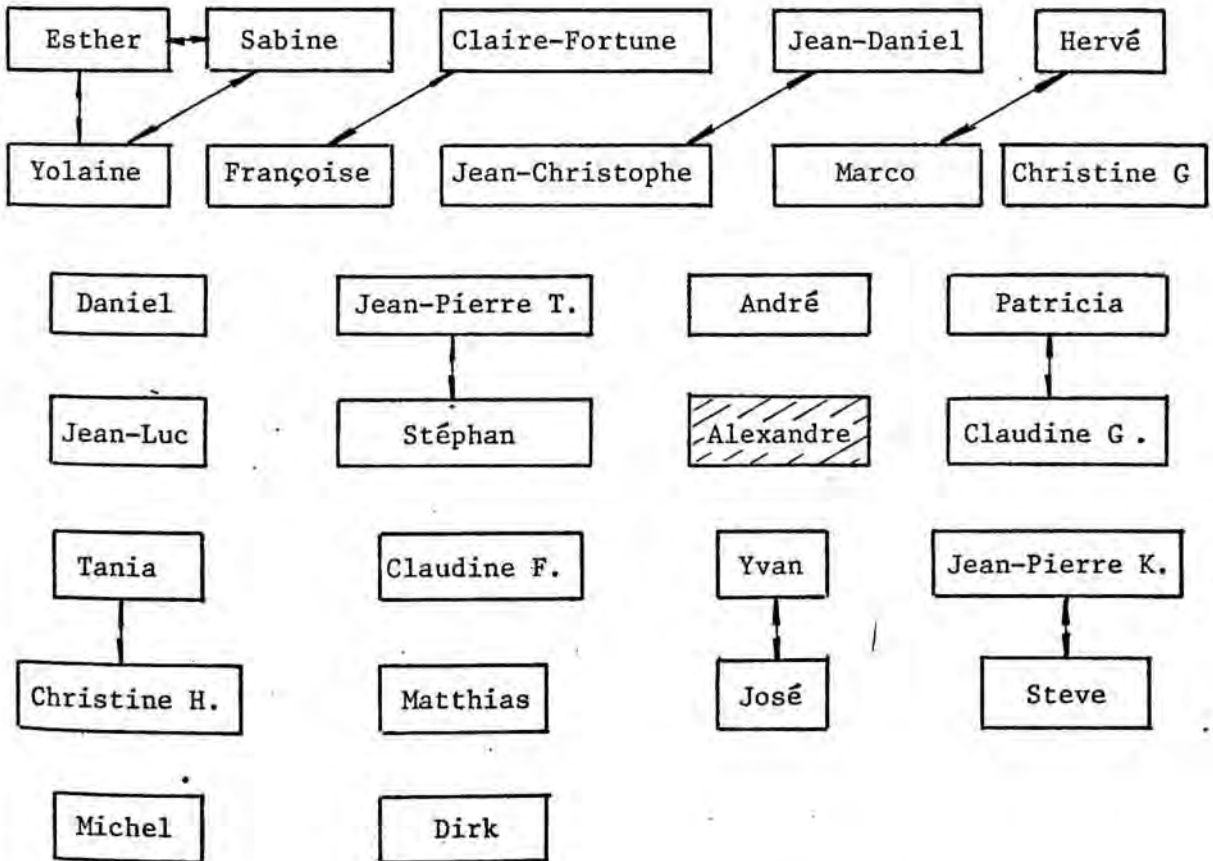 Esther Sabine Claire-Fortune Jean-Daniel Hervé
Yolaine Françoise Jean-Christophe Marco Christine G
Daniel Jean-Pierre T. André Patricia
Jean-Luc Stéphan Alexandre Claudine G.
Tania Claudine F. Yvan Jean-Pierre K.
Christine H. Matthias José Steve
Michel Dirk